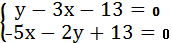 y − 3x − 13 = 0
-5x − 2y + 13 = 0